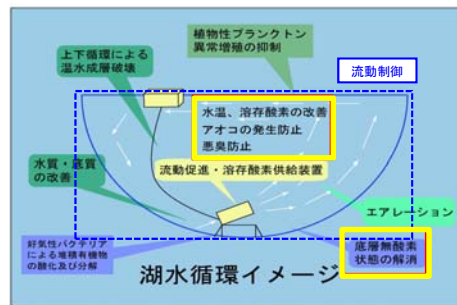 植物性プランクトン
異常増殖の抑制
上下循環による
温水成層破壊
流動制御
水温、溶存酸素の改善
アオコの発生防止
悪臭防止
水質・底質
の改善
流動促進・溶存酸素供給装置
エアレーション
好気性バクテリア
による堆積有機物
の酸化及び分解
底層無酸素
状態の解消
湖水循環イメージ